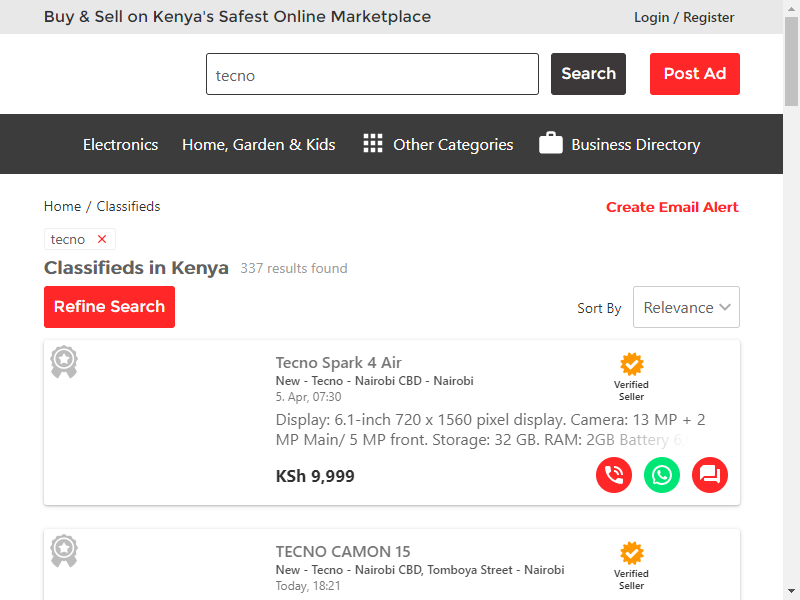 Buy & Sell on Kenya's Safest Online Marketplace
Login / Register
tecno
Search
Post Ad
Electronics
Home, Garden & Kids
Other Categories
Business Directory
Home / Classifieds
Create Email Alert
tecno ×
Classifieds in Kenya
337 results found
Refine Search
Sort By
Relevance
Tecno Spark 4 Air
New - Tecno - Nairobi CBD - Nairobi
5. Apr, 07:30
Verified
Seller
Display: 6.1-inch 720 x 1560 pixel display. Camera: 13 MP + 2
MP Main/ 5 MP front. Storage: 32 GB. RAM: 2GB Battery
KSh 9,999
TECNO CAMON 15
New - Tecno - Nairobi CBD, Tomboya Street - Nairobi
Today, 18:21
Verified
Seller